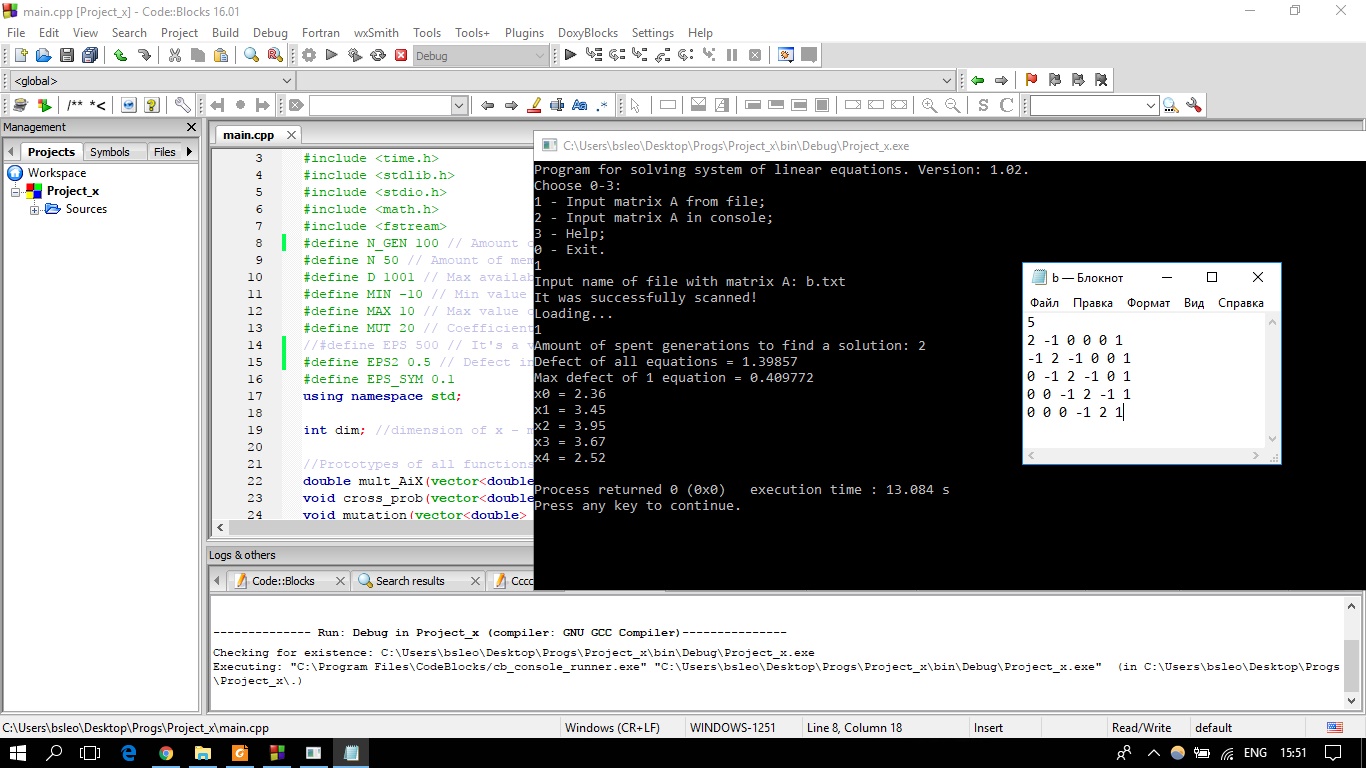 main.cpp [Project_x] - Code::Blocks 16.01
File Edit View Search Project Build Debug Fortran wxSmith Tools Tools+ Plugins DoxyBlocks Settings Help
Debug
<global>
/** *<
Aa .*
S C
Management
Projects Symbols Files
Workspace
Project_x
Sources
main.cpp
3 #include <time.h>
4 #include <stdlib.h>
5 #include <stdio.h>
6 #include <math.h>
7 #include <fstream>
8 #define N_GEN 100 // Amount
9 #define N 50 // Amount of
10 #define D 1001 // Max
11 #define MIN -10 // Min value
12 #define MAX 10 // Max value
13 #define MUT 20 // Coefficient
14 //#define EPS 500 // It's a
15 #define EPS2 0.5 // Defect
16 #define EPS_SYM 0.1
17 using namespace std;
18
19 int dim; //dimension of x -
20
21 //Prototypes of all functions
22 double mult_AiX(vector<double
23 void cross_prob(vector<double
24 void mutation(vector<double>
C:\Users\bsleo\Desktop\Progs\Project_x\bin\Debug\Project_x.exe
Program for solving system of linear equations. Version: 1.02.
Choose 0-3:
1 - Input matrix A from file;
2 - Input matrix A in console;
3 - Help;
0 - Exit.
1
Input name of file with matrix A: b.txt
It was successfully scanned!
Loading...
1
Amount of spent generations to find a solution: 2
Defect of all equations = 1.39857
Max defect of 1 equation = 0.409772
x0 = 2.36
x1 = 3.45
x2 = 3.95
x3 = 3.67
x4 = 2.52
Process returned 0 (0x0) execution time : 13.084 s
Press any key to continue.
b — Блокнот
Файл Правка Формат Вид Справка
5
2 -1 0 0 0 1
-1 2 -1 0 0 1
0 -1 2 -1 0 1
0 0 -1 2 -1 1
0 0 0 -1 2 1
Logs & others
Code::Blocks Search results Cccc
-------------- Run: Debug in Project_x (compiler: GNU GCC Compiler)---------------
Checking for existence: C:\Users\bsleo\Desktop\Progs\Project_x\bin\Debug\Project_x.exe
Executing: "C:\Program Files\CodeBlocks/cb_console_runner.exe" "C:\Users\bsleo\Desktop\Progs\Project_x\bin\Debug\Project_x.exe" (in C:\Users\bsleo\Desktop\Progs
\Project_x\.)
C:\Users\bsleo\Desktop\Progs\Project_x\main.cpp Windows (CR+LF) WINDOWS-1251 Line 8, Column 18 Insert Read/Write default
ENG 15:51